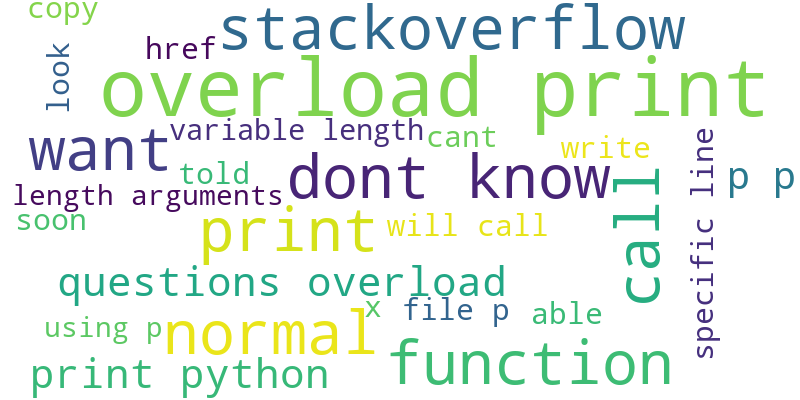 copy
stackoverflow
href
look
overload print
variable length
want
cant
write
specific line
told
dont know
p p
length arguments
call
soon
print
will call
questions overload
x
file p
able
using p
normal
function
print python